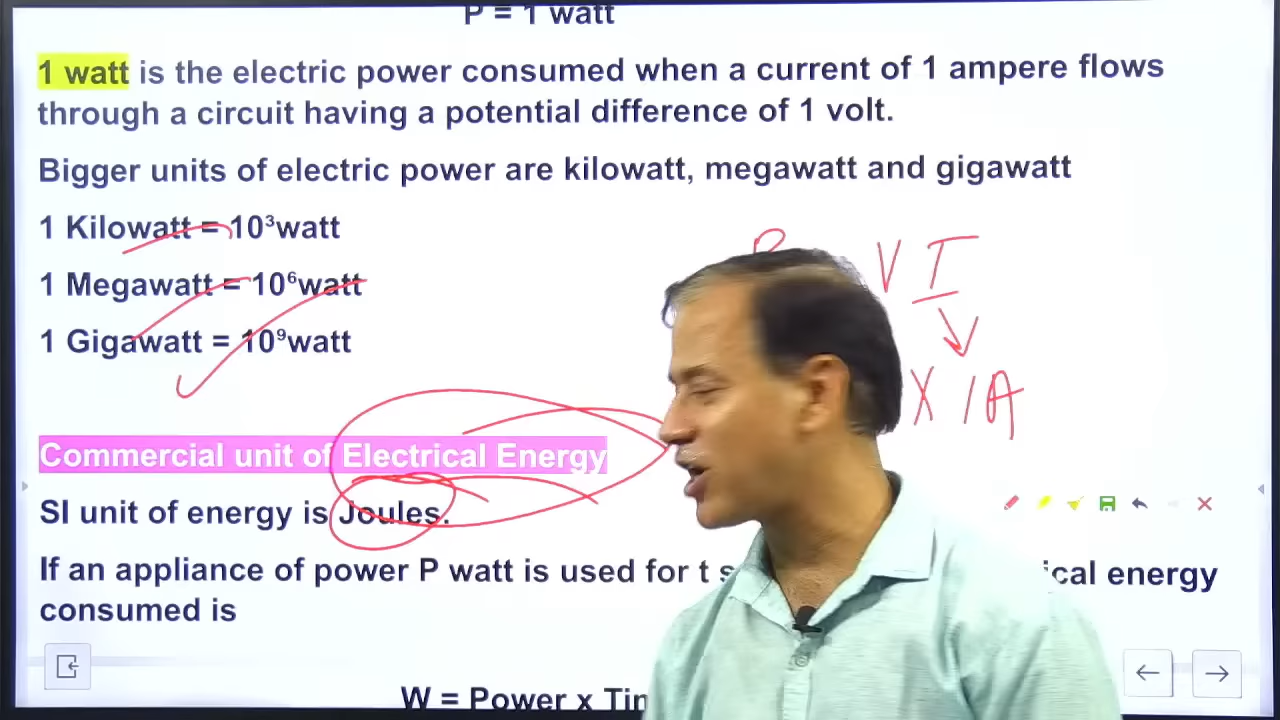 P = 1 watt
1 watt is the electric power consumed when a current of 1 ampere flows
through a circuit having a potential difference of 1 volt.
Bigger units of electric power are kilowatt, megawatt and gigawatt
1 Kilowatt = 10³watt
P V I
1 Megawatt = 10⁶watt
1 Gigawatt = 10⁹watt
X 1A
Commercial unit of Electrical Energy
SI unit of energy is Joules.
If an appliance of power P watt is used for t energy
consumed is
W = Power x